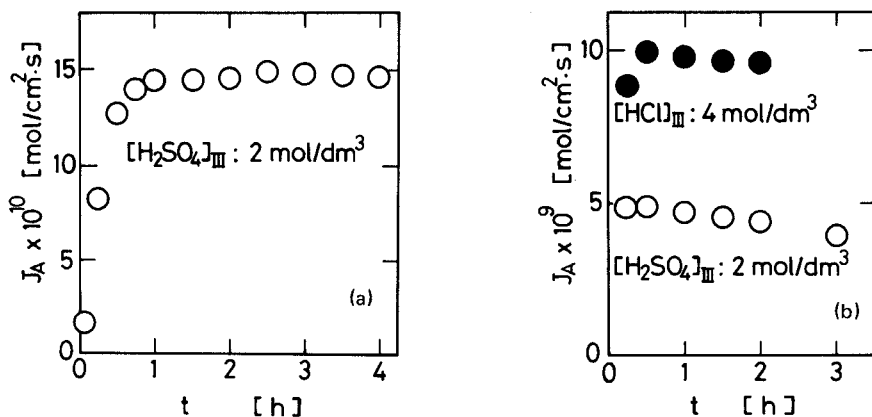 J_A x 10^10 [mol/cm²·s]
15
10
5
0
[H₂SO₄]_III : 2 mol/dm³
(a)
0 1 2 3 4
t [h]
J_A x 10^9 [mol/cm²·s]
10
5
0
[HCl]_III : 4 mol/dm³
[H₂SO₄]_III : 2 mol/dm³
(b)
0 1 2 3
t [h]